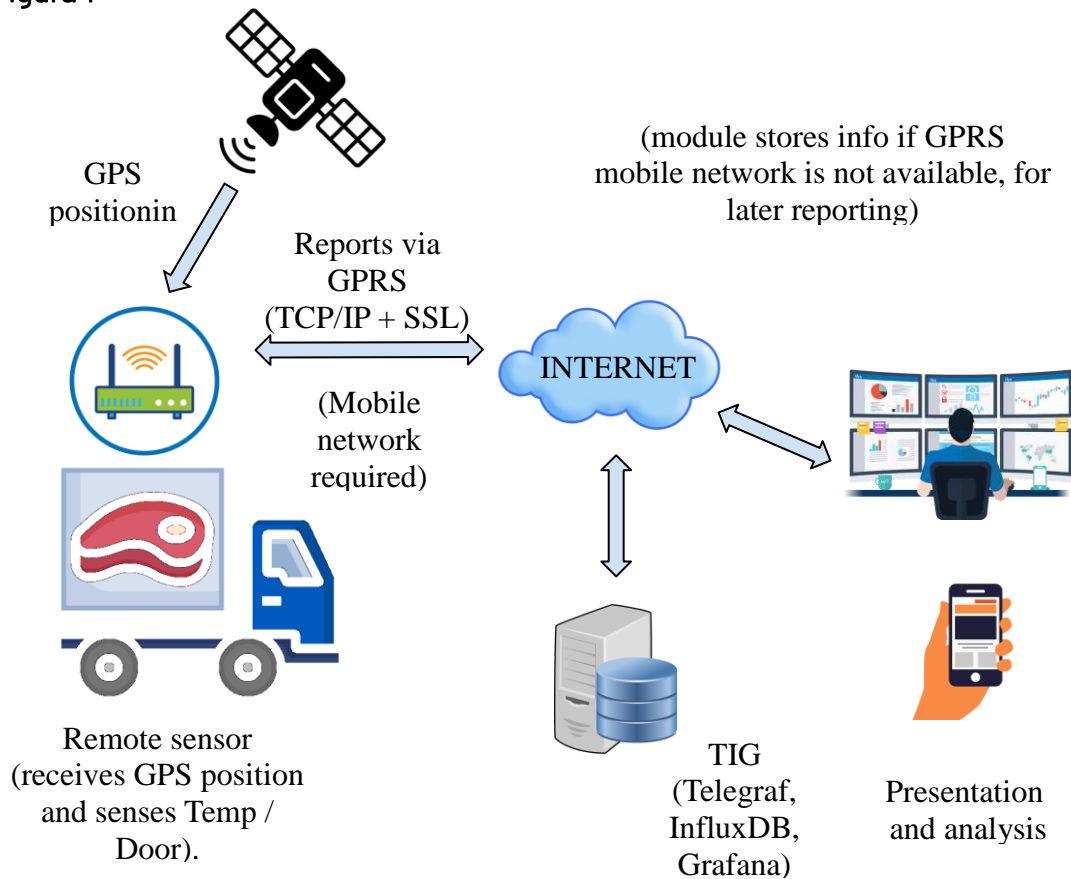 GPS
positionin
(module stores info if GPRS
mobile network is not available, for
later reporting)
Reports via
GPRS
(TCP/IP + SSL)
INTERNET
(Mobile
network
required)
Remote sensor
(receives GPS position
and senses Temp /
Door).
TIG
(Telegraf,
InfluxDB,
Grafana)
Presentation
and analysis